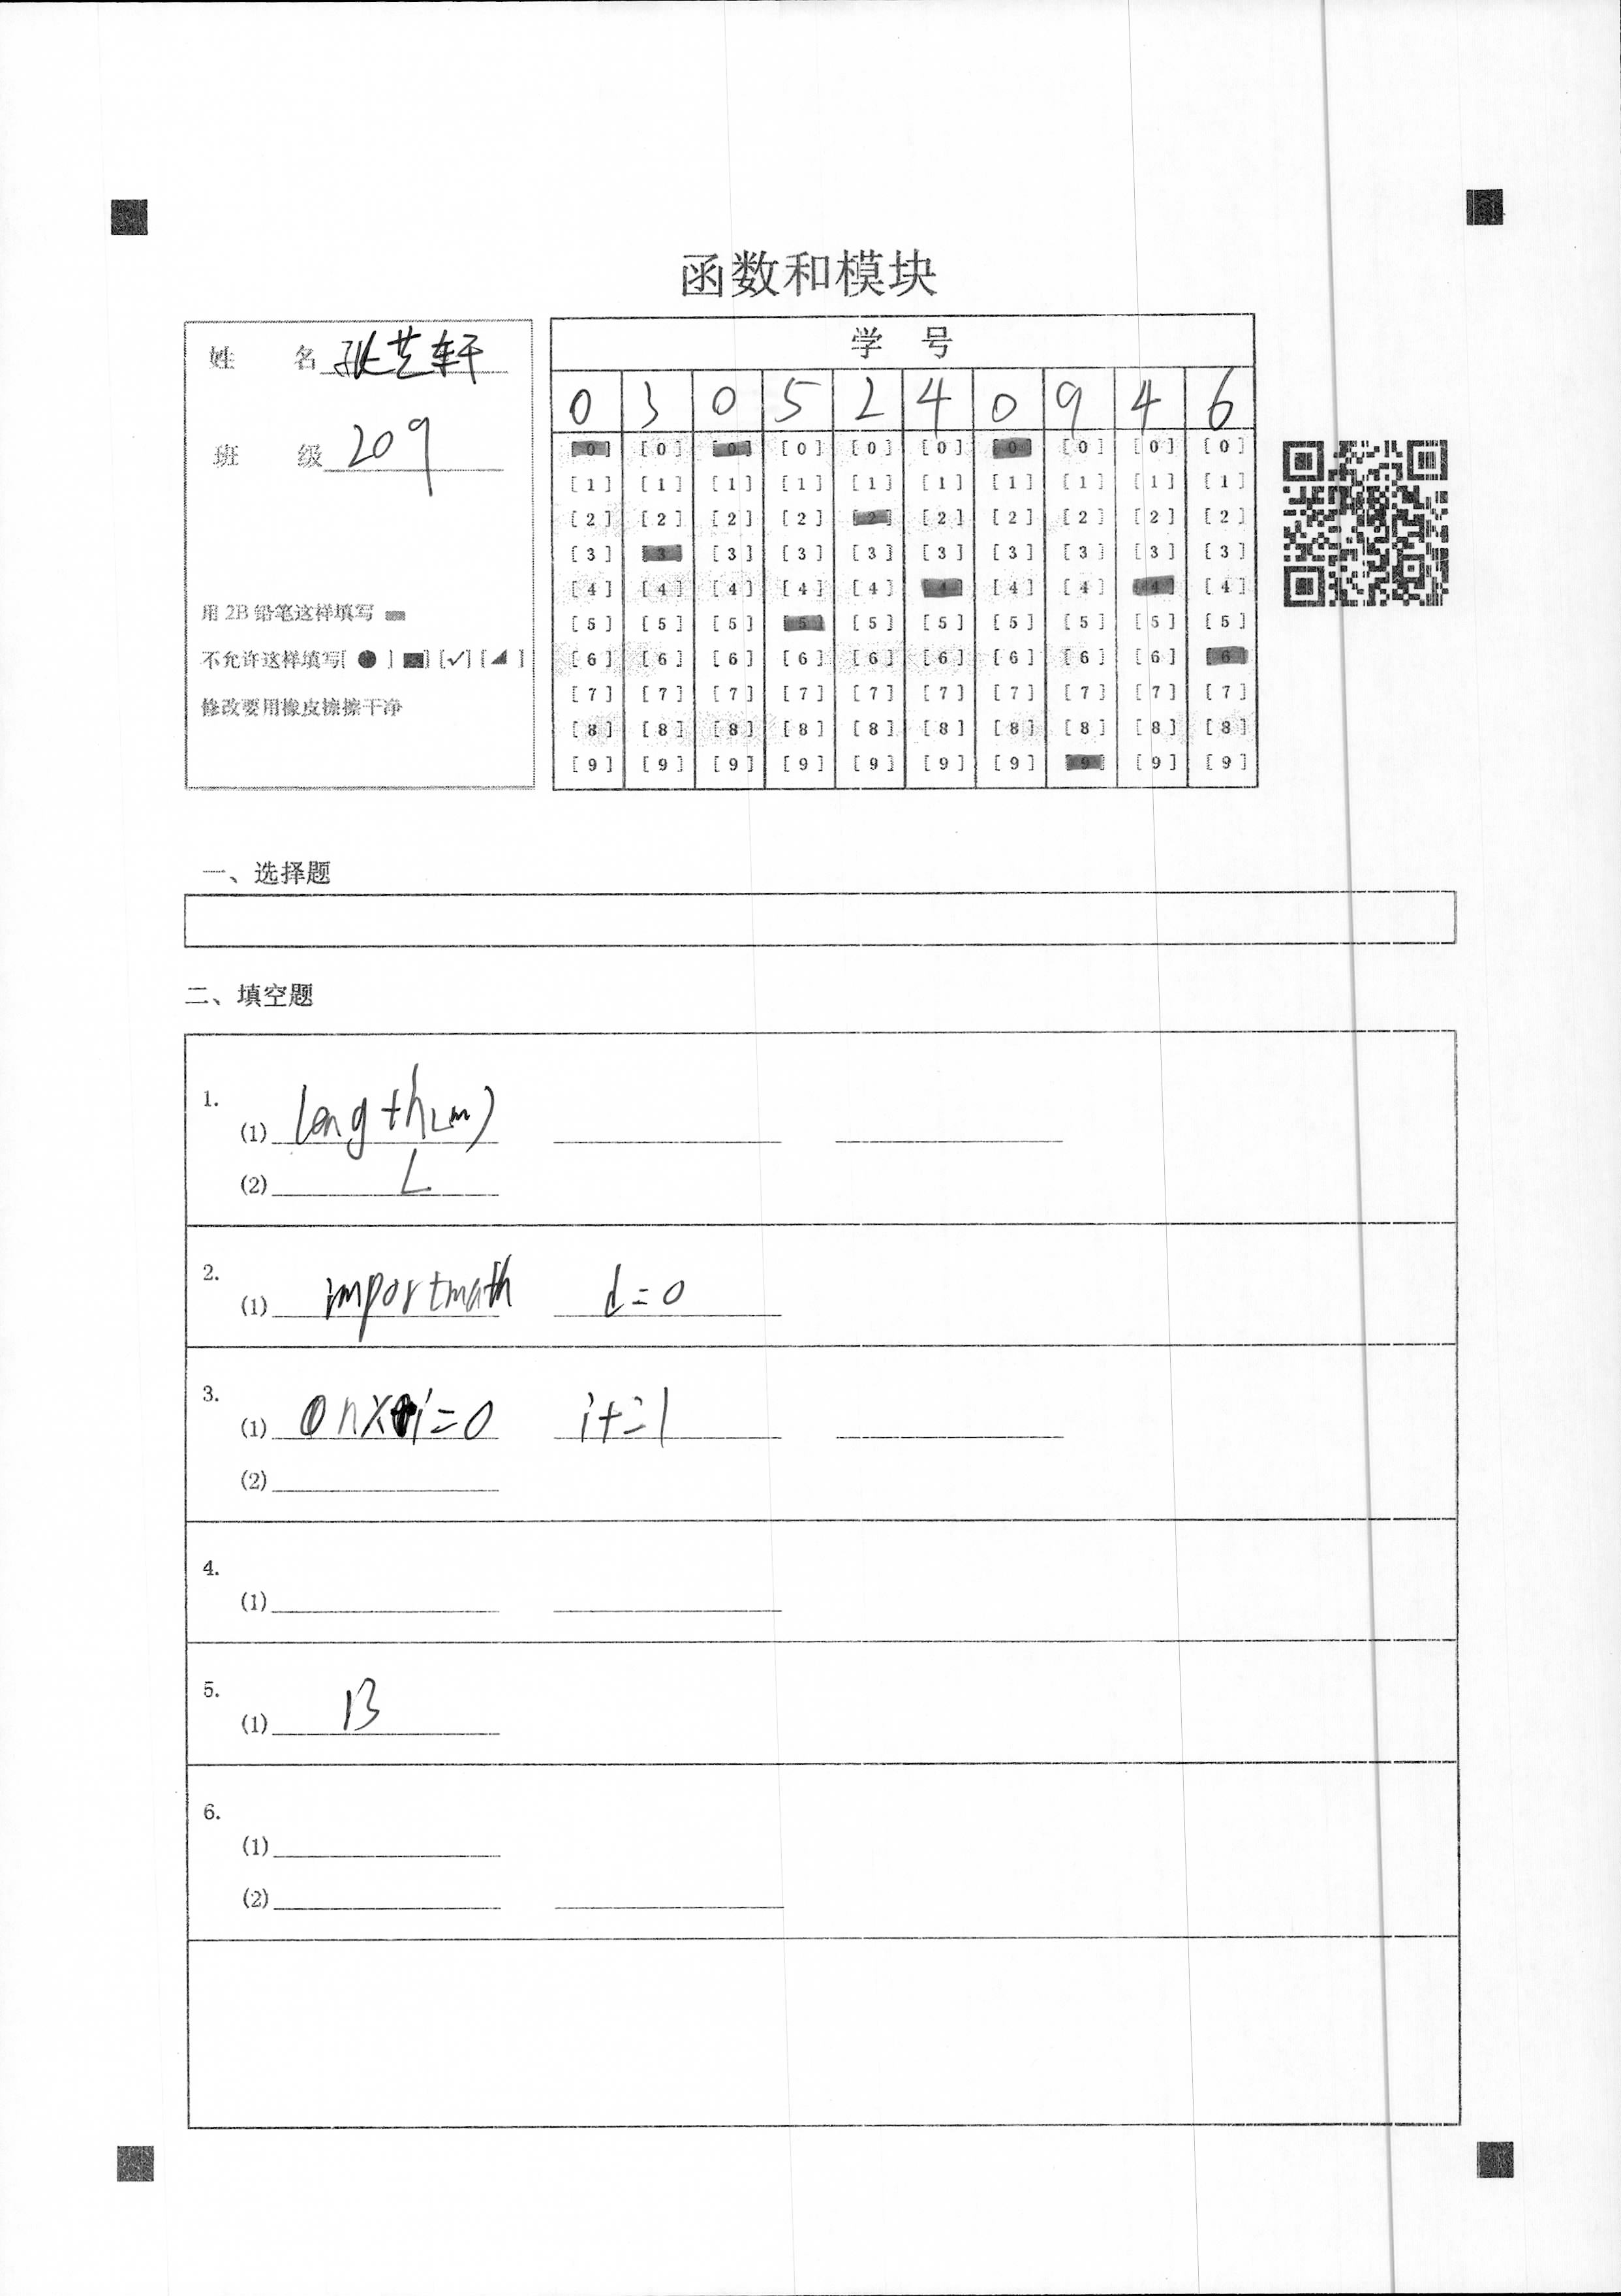 函数和模块
姓 名 张艺轩
班 级 209
用 2B 铅笔这样填写
不允许这样填写[ ● ] [■] [✓] [◢ ]
修改要用橡皮擦擦干净
学 号
0 3 0 5 2 4 0 9 4 6
[0] [0] [0] [0] [0] [0] [0] [0] [0] [0]
[1] [1] [1] [1] [1] [1] [1] [1] [1] [1]
[2] [2] [2] [2] [2] [2] [2] [2] [2] [2]
[3] [3] [3] [3] [3] [3] [3] [3] [3] [3]
[4] [4] [4] [4] [4] [4] [4] [4] [4] [4]
[5] [5] [5] [5] [5] [5] [5] [5] [5] [5]
[6] [6] [6] [6] [6] [6] [6] [6] [6] [6]
[7] [7] [7] [7] [7] [7] [7] [7] [7] [7]
[8] [8] [8] [8] [8] [8] [8] [8] [8] [8]
[9] [9] [9] [9] [9] [9] [9] [9] [9] [9]
一、选择题
二、填空题
1.
(1) length(m)
(2) L
2.
(1) importmath d=0
3.
(1) i=0 i+=1
(2)
4.
(1)
5.
(1) B
6.
(1)
(2)